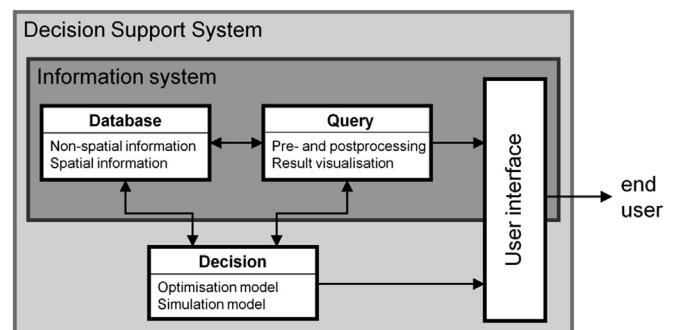 Decision Support System
Information system
Database
Non-spatial information
Spatial information
Query
Pre- and postprocessing
Result visualisation
User interface
end
user
Decision
Optimisation model
Simulation model